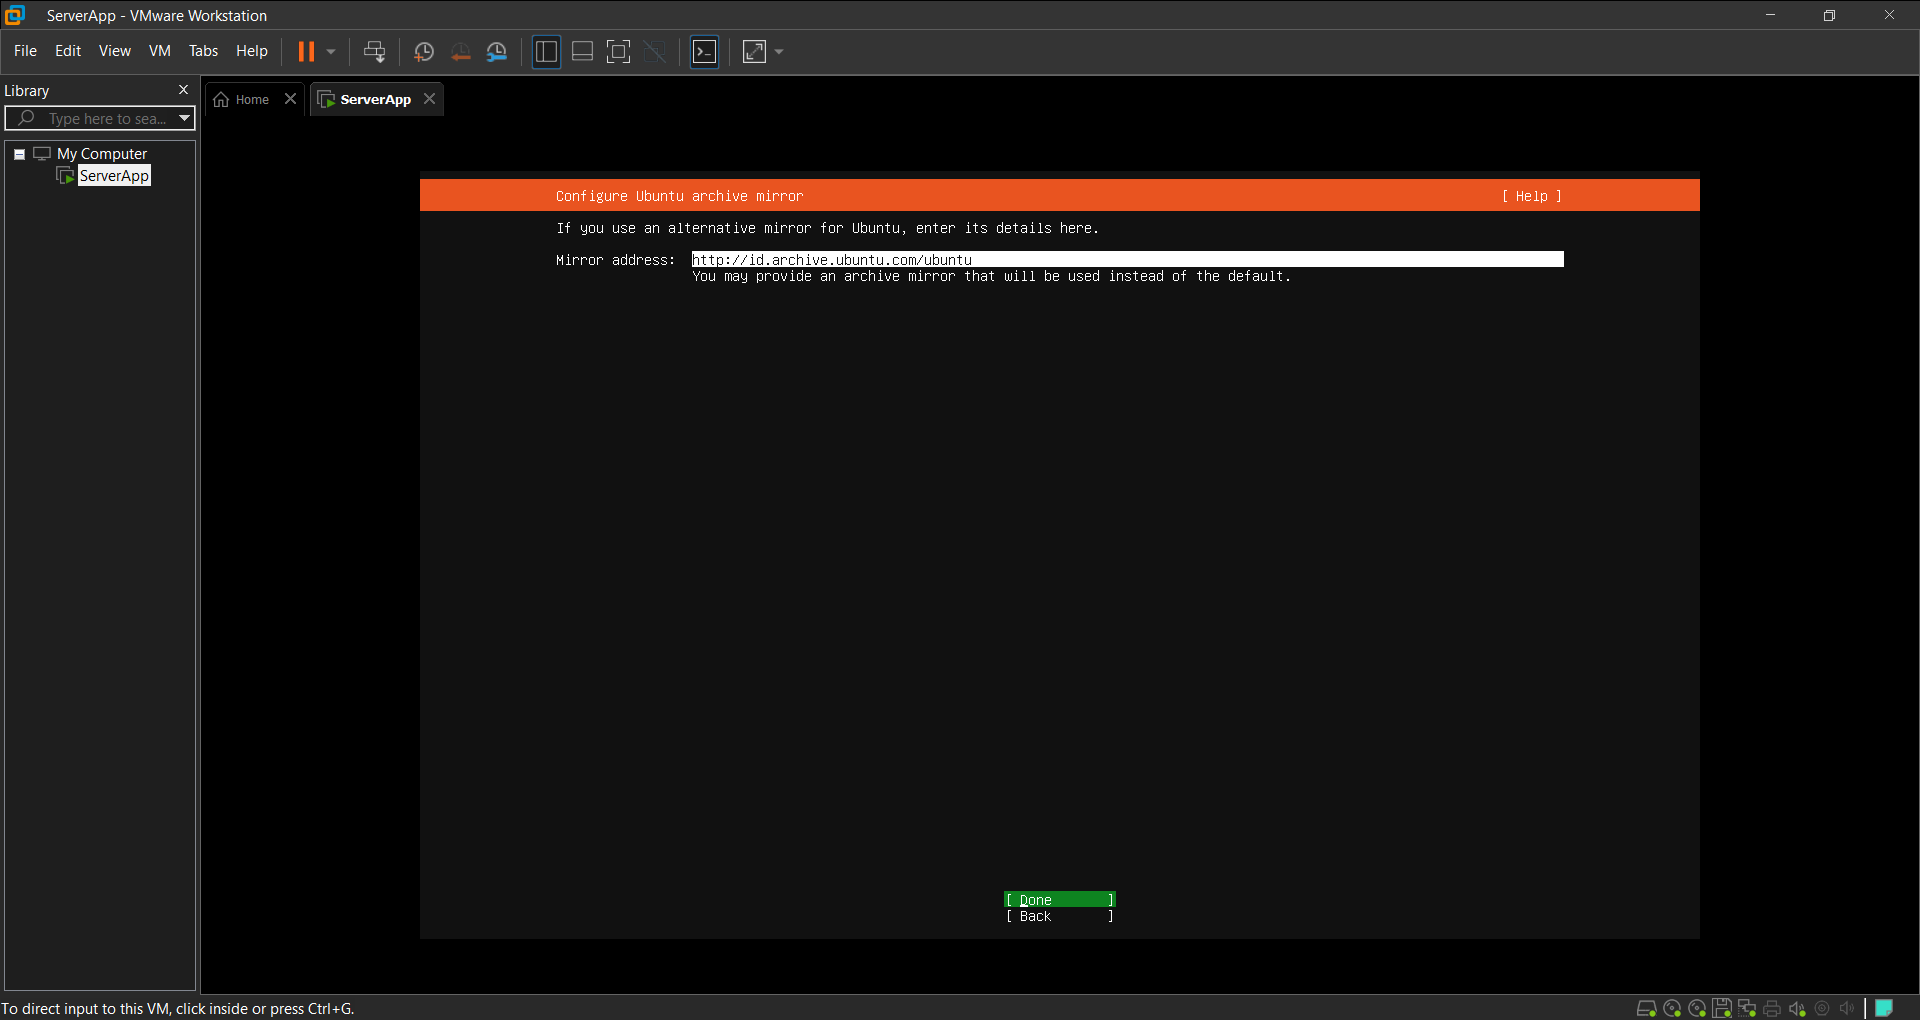 ServerApp - VMware Workstation
File Edit View VM Tabs Help
Library
Home
ServerApp
Type here to sea...
My Computer
ServerApp
Configure Ubuntu archive mirror [ Help ]
If you use an alternative mirror for Ubuntu, enter its details here.
Mirror address: http://id.archive.ubuntu.com/ubuntu
You may provide an archive mirror that will be used instead of the default.
[ Done ]
[ Back ]
To direct input to this VM, click inside or press Ctrl+G.